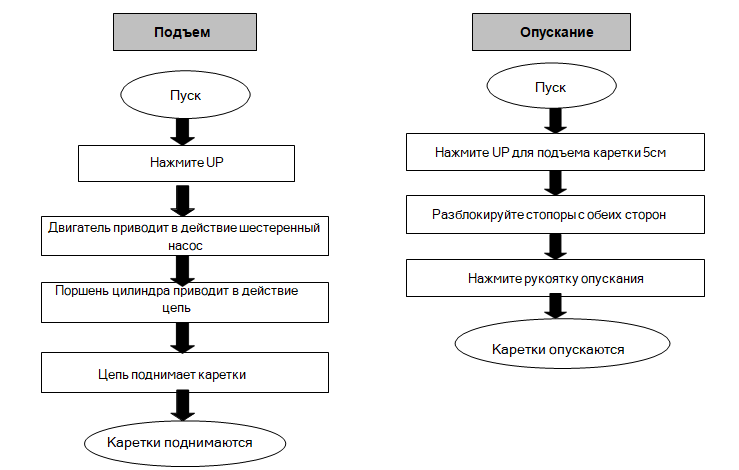 Подъем
Пуск
Нажмите UP
Двигатель приводит в действие шестеренный
насос
Поршень цилиндра приводит в действие
цепь
Цепь поднимает каретки
Каретки поднимаются
Опускание
Пуск
Нажмите UP для подъема каретки 5см
Разблокируйте стопоры с обеих сторон
Нажмите рукоятку опускания
Каретки опускаются